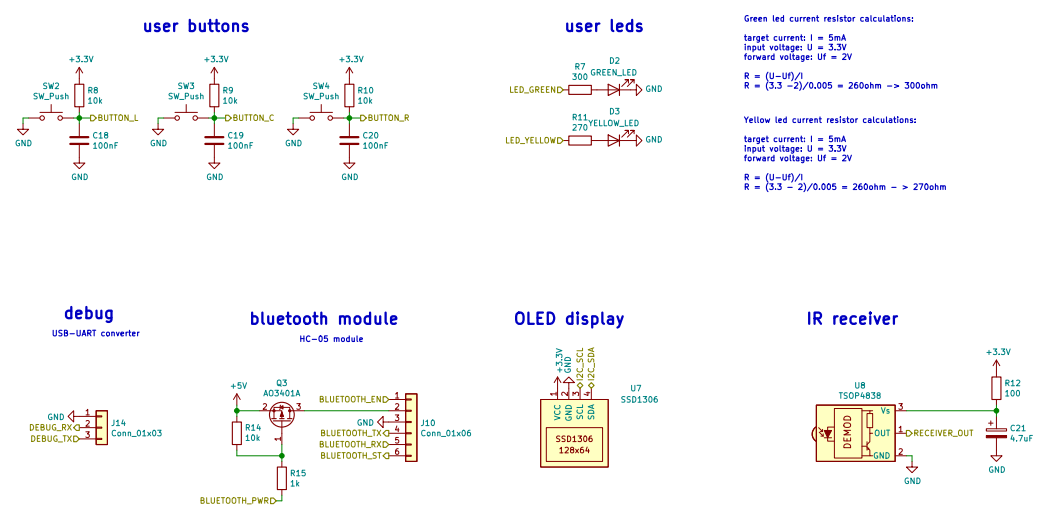 user buttons
+3.3V
SW2
SW_Push
R8
10k
BUTTON_L
GND
C18
100nF
GND
+3.3V
SW3
SW_Push
R9
10k
BUTTON_C
GND
C19
100nF
GND
+3.3V
SW4
SW_Push
R10
10k
BUTTON_R
GND
C20
100nF
GND
user leds
R7
300
D2
GREEN_LED
LED_GREEN
GND
R11
270
D3
YELLOW_LED
LED_YELLOW
GND
Green led current resistor calculations:
target current: I = 5mA
input voltage: U = 3.3V
forward voltage: Uf = 2V
R = (U-Uf)/I
R = (3.3 -2)/0.005 = 260ohm -> 300ohm
Yellow led current resistor calculations:
target current: I = 5mA
input voltage: U = 3.3V
forward voltage: Uf = 2V
R = (U-Uf)/I
R = (3.3 - 2)/0.005 = 260ohm - > 270ohm
debug
USB-UART converter
GND
DEBUG_RX
DEBUG_TX
1
2
3
J14
Conn_01x03
bluetooth module
HC-05 module
+5V
Q3
AO3401A
2
3
1
R14
10k
R15
1k
BLUETOOTH_PWR
BLUETOOTH_EN
GND
BLUETOOTH_TX
BLUETOOTH_RX
BLUETOOTH_ST
1
2
3
4
5
6
J10
Conn_01x06
OLED display
+3.3V
GND
I2C_SCL
I2C_SDA
1
2
3
4
VCC
GND
SCL
SDA
U7
SSD1306
SSD1306
128x64
IR receiver
U8
TSOP4838
DEMOD
Vs
OUT
GND
3
1
2
RECEIVER_OUT
GND
+3.3V
R12
100
C21
4.7uF
GND